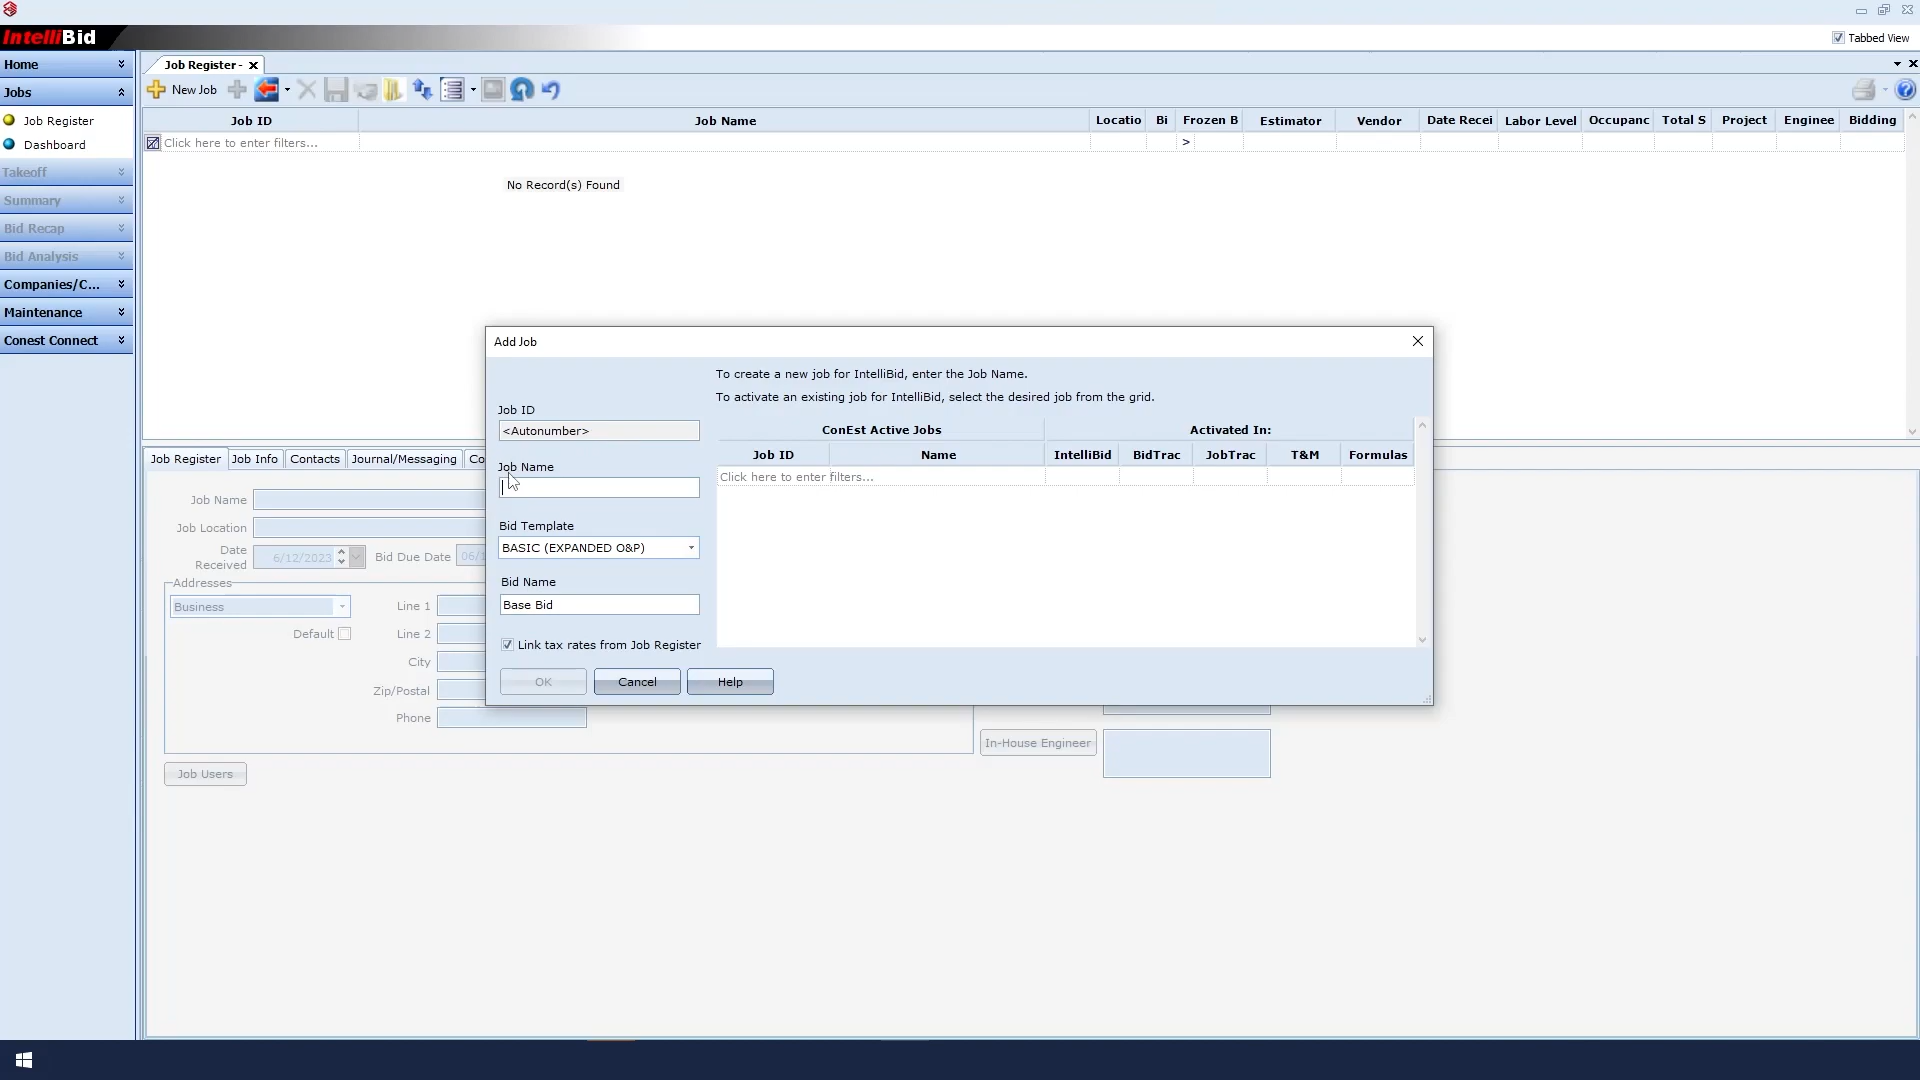 IntelliBid
Tabbed View
Home
Job Register -
Jobs
New Job
Job Register
Dashboard
Takeoff
Summary
Bid Recap
Bid Analysis
Companies/C...
Maintenance
Conest Connect
Job ID Job Name Locatio Bi Frozen B Estimator Vendor Date Recei Labor Level Occupanc Total S Project Enginee Bidding
Click here to enter filters... >
No Record(s) Found
Add Job
To create a new job for IntelliBid, enter the Job Name.
To activate an existing job for IntelliBid, select the desired job from the grid.
Job ID
<Autonumber>
Job Name
Bid Template
BASIC (EXPANDED O&P)
Bid Name
Base Bid
Link tax rates from Job Register
OK Cancel Help
ConEst Active Jobs Activated In:
Job ID Name IntelliBid BidTrac JobTrac T&M Formulas
Click here to enter filters...
Job Register Job Info Contacts Journal/Messaging Co
Job Name
Job Location
Date Received 6/12/2023 Bid Due Date 06/1
Addresses
Business Line 1
Default Line 2
City
Zip/Postal
Phone
In-House Engineer
Job Users